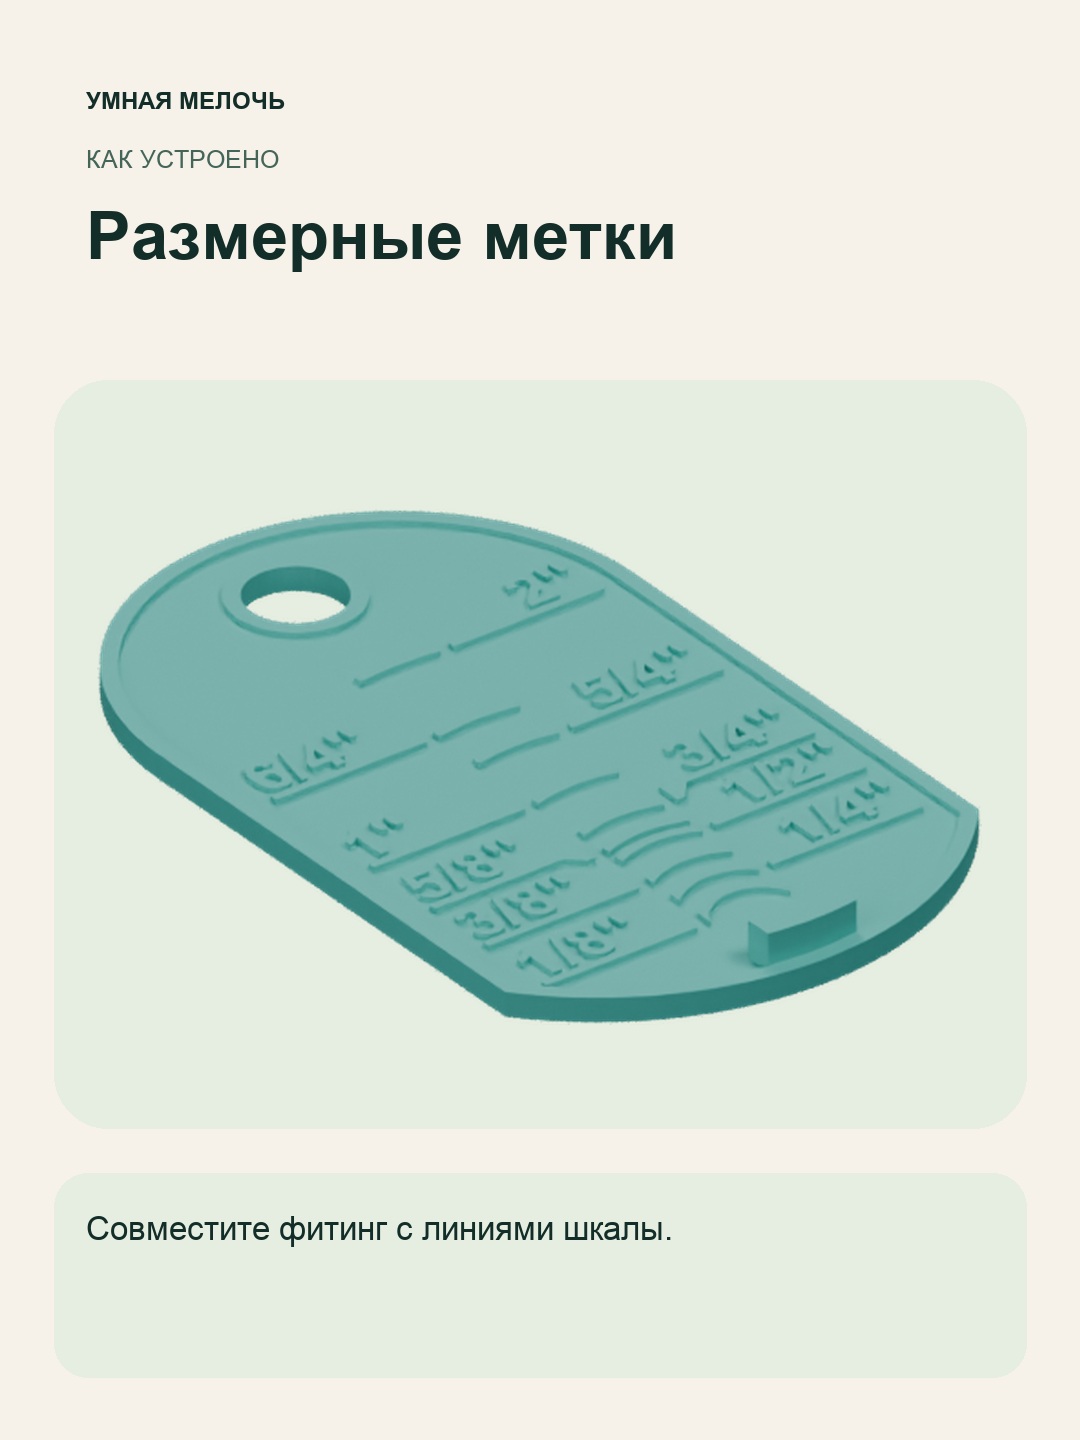 УМНАЯ МЕЛОЧЬ
КАК УСТРОЕНО
Размерные метки
2"
5/4"
6/4"
3/4"
1/2"
1"
1/4"
5/8"
3/8"
1/8"
Совместите фитинг с линиями шкалы.